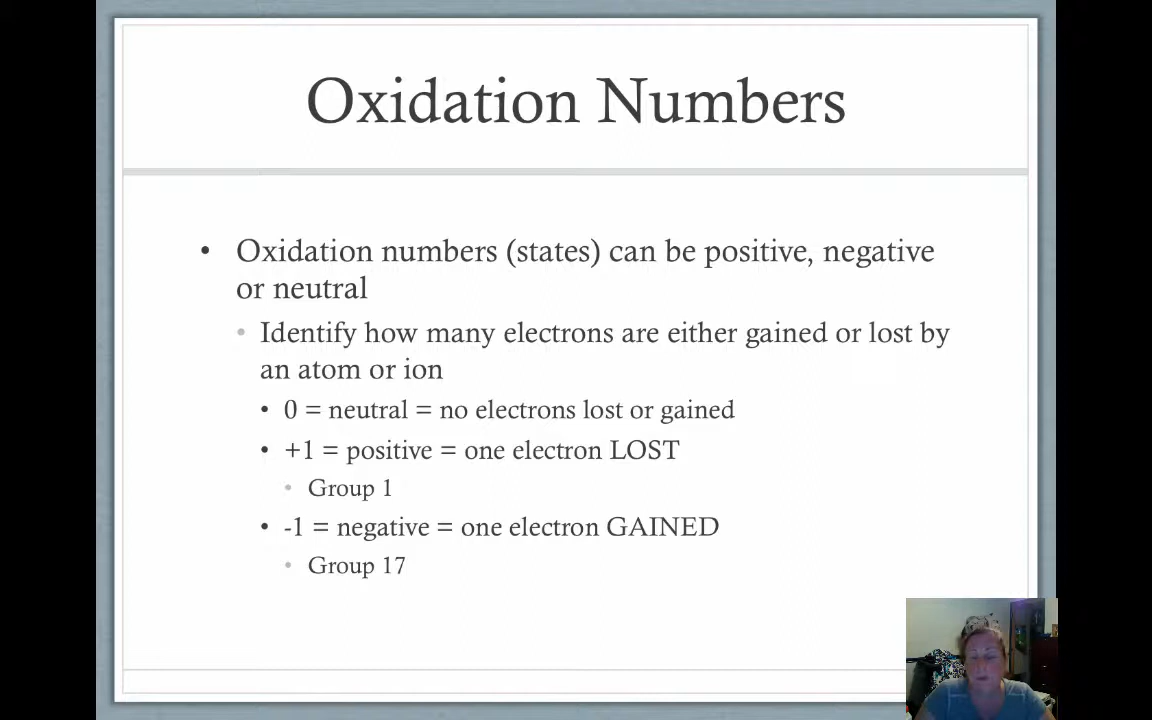 Oxidation Numbers
• Oxidation numbers (states) can be positive, negative
or neutral
• Identify how many electrons are either gained or lost by
an atom or ion
• 0 = neutral = no electrons lost or gained
• +1 = positive = one electron LOST
• Group 1
• -1 = negative = one electron GAINED
• Group 17